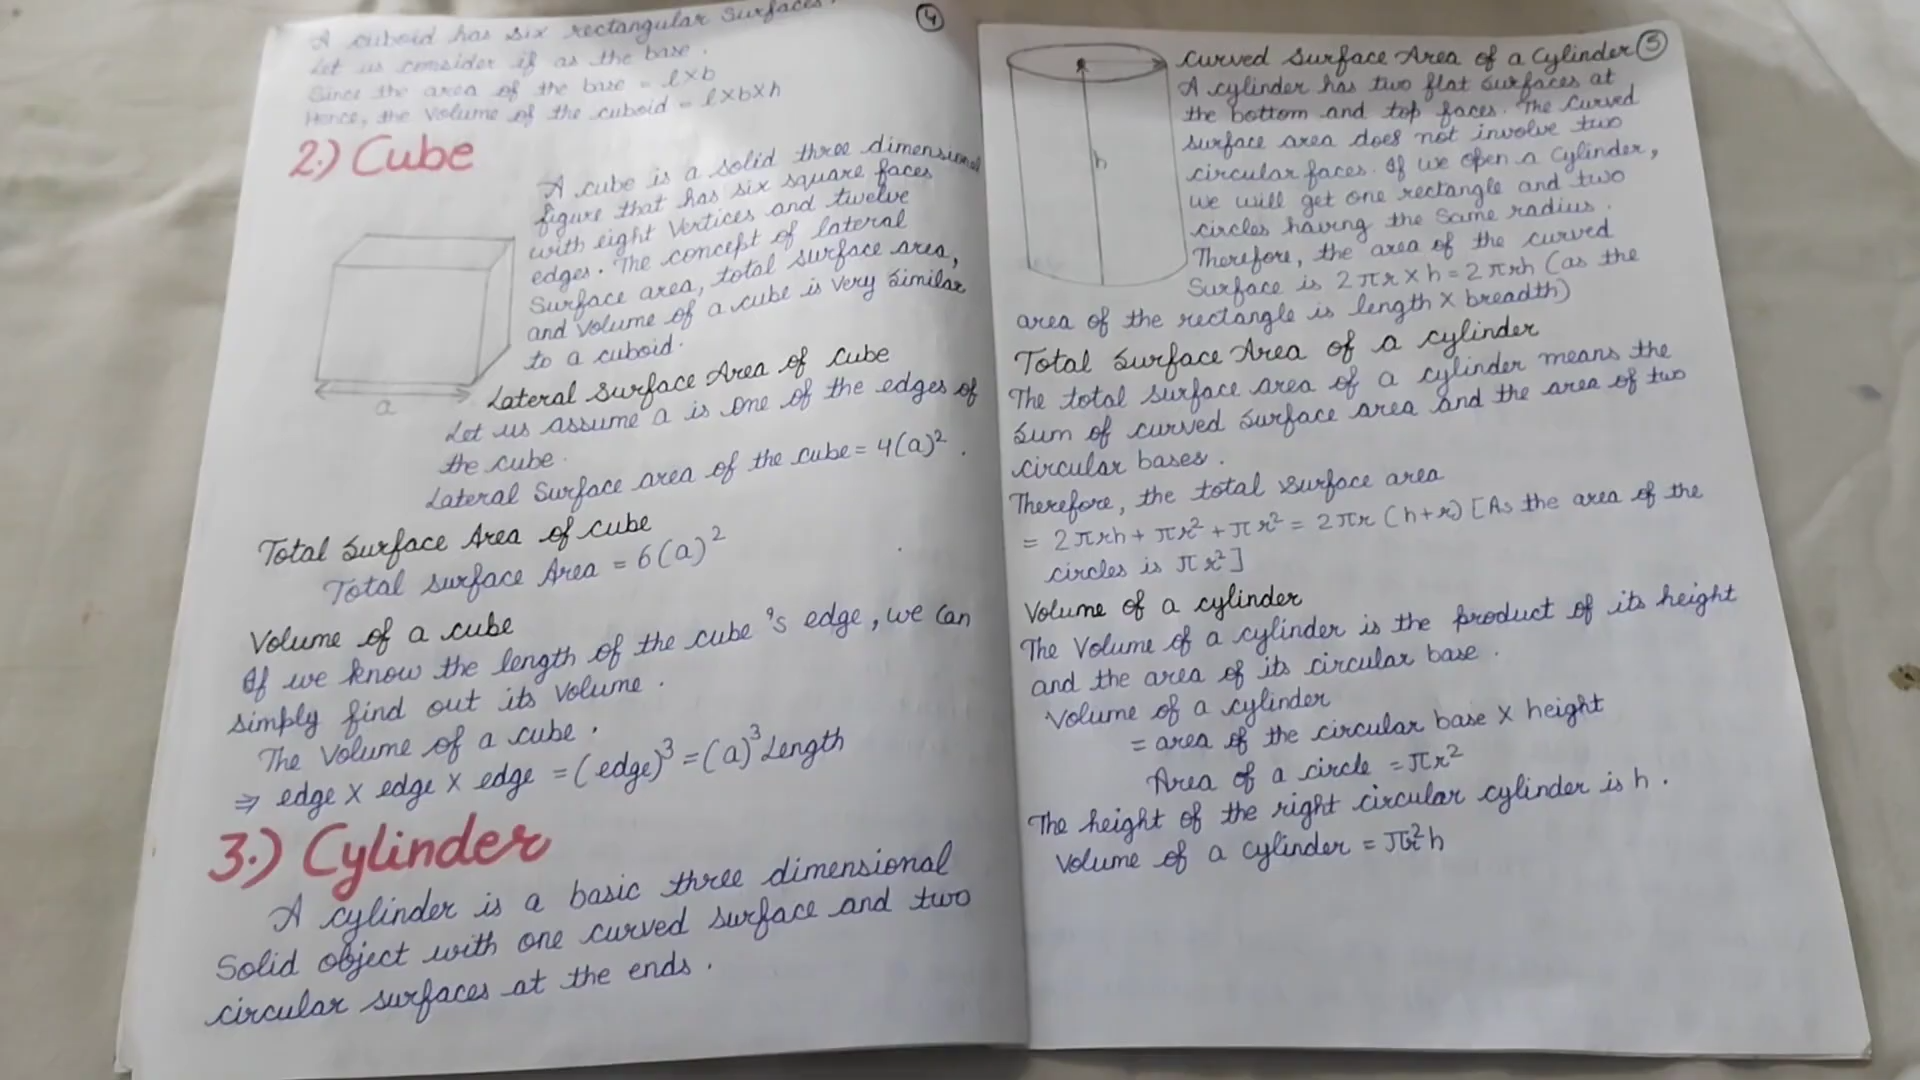 4
A cuboid has six rectangular surfaces.
Let us consider if as the base.
Since the area of the base = l×b
Hence, the volume of the cuboid = l×b×h
2.) Cube
A cube is a solid three dimensional
figure that has six square faces
with eight vertices and twelve
edges. The concept of lateral
surface area, total surface area,
and volume of a cube is very similar
to a cuboid.
a
Lateral Surface Area of cube
Let us assume a is one of the edges of
the cube.
Lateral Surface area of the cube = 4(a)².
Total Surface Area of cube
Total surface Area = 6(a)²
Volume of a cube
If we know the length of the cube's edge, we can
simply find out its volume.
The volume of a cube.
⇒ edge × edge × edge = (edge)³ = (a)³ Length
3.) Cylinder
A cylinder is a basic three dimensional
Solid object with one curved surface and two
circular surfaces at the ends.
h
Curved Surface Area of a Cylinder 5
A cylinder has two flat surfaces at
the bottom and top faces. The curved
surface area does not involve two
circular faces. If we open a cylinder,
we will get one rectangle and two
circles having the same radius.
Therefore, the area of the curved
Surface is 2πr×h = 2πrh (as the
area of the rectangle is length × breadth)
Total Surface Area of a cylinder
The total surface area of a cylinder means the
sum of curved surface area and the area of two
circular bases.
Therefore, the total surface area
= 2πrh + πr² + πr² = 2πr (h+r) [As the area of the
circles is πr²]
Volume of a cylinder
The Volume of a cylinder is the product of its height
and the area of its circular base.
Volume of a cylinder
= area of the circular base × height
Area of a circle = πr²
The height of the right circular cylinder is h.
Volume of a cylinder = πr²h